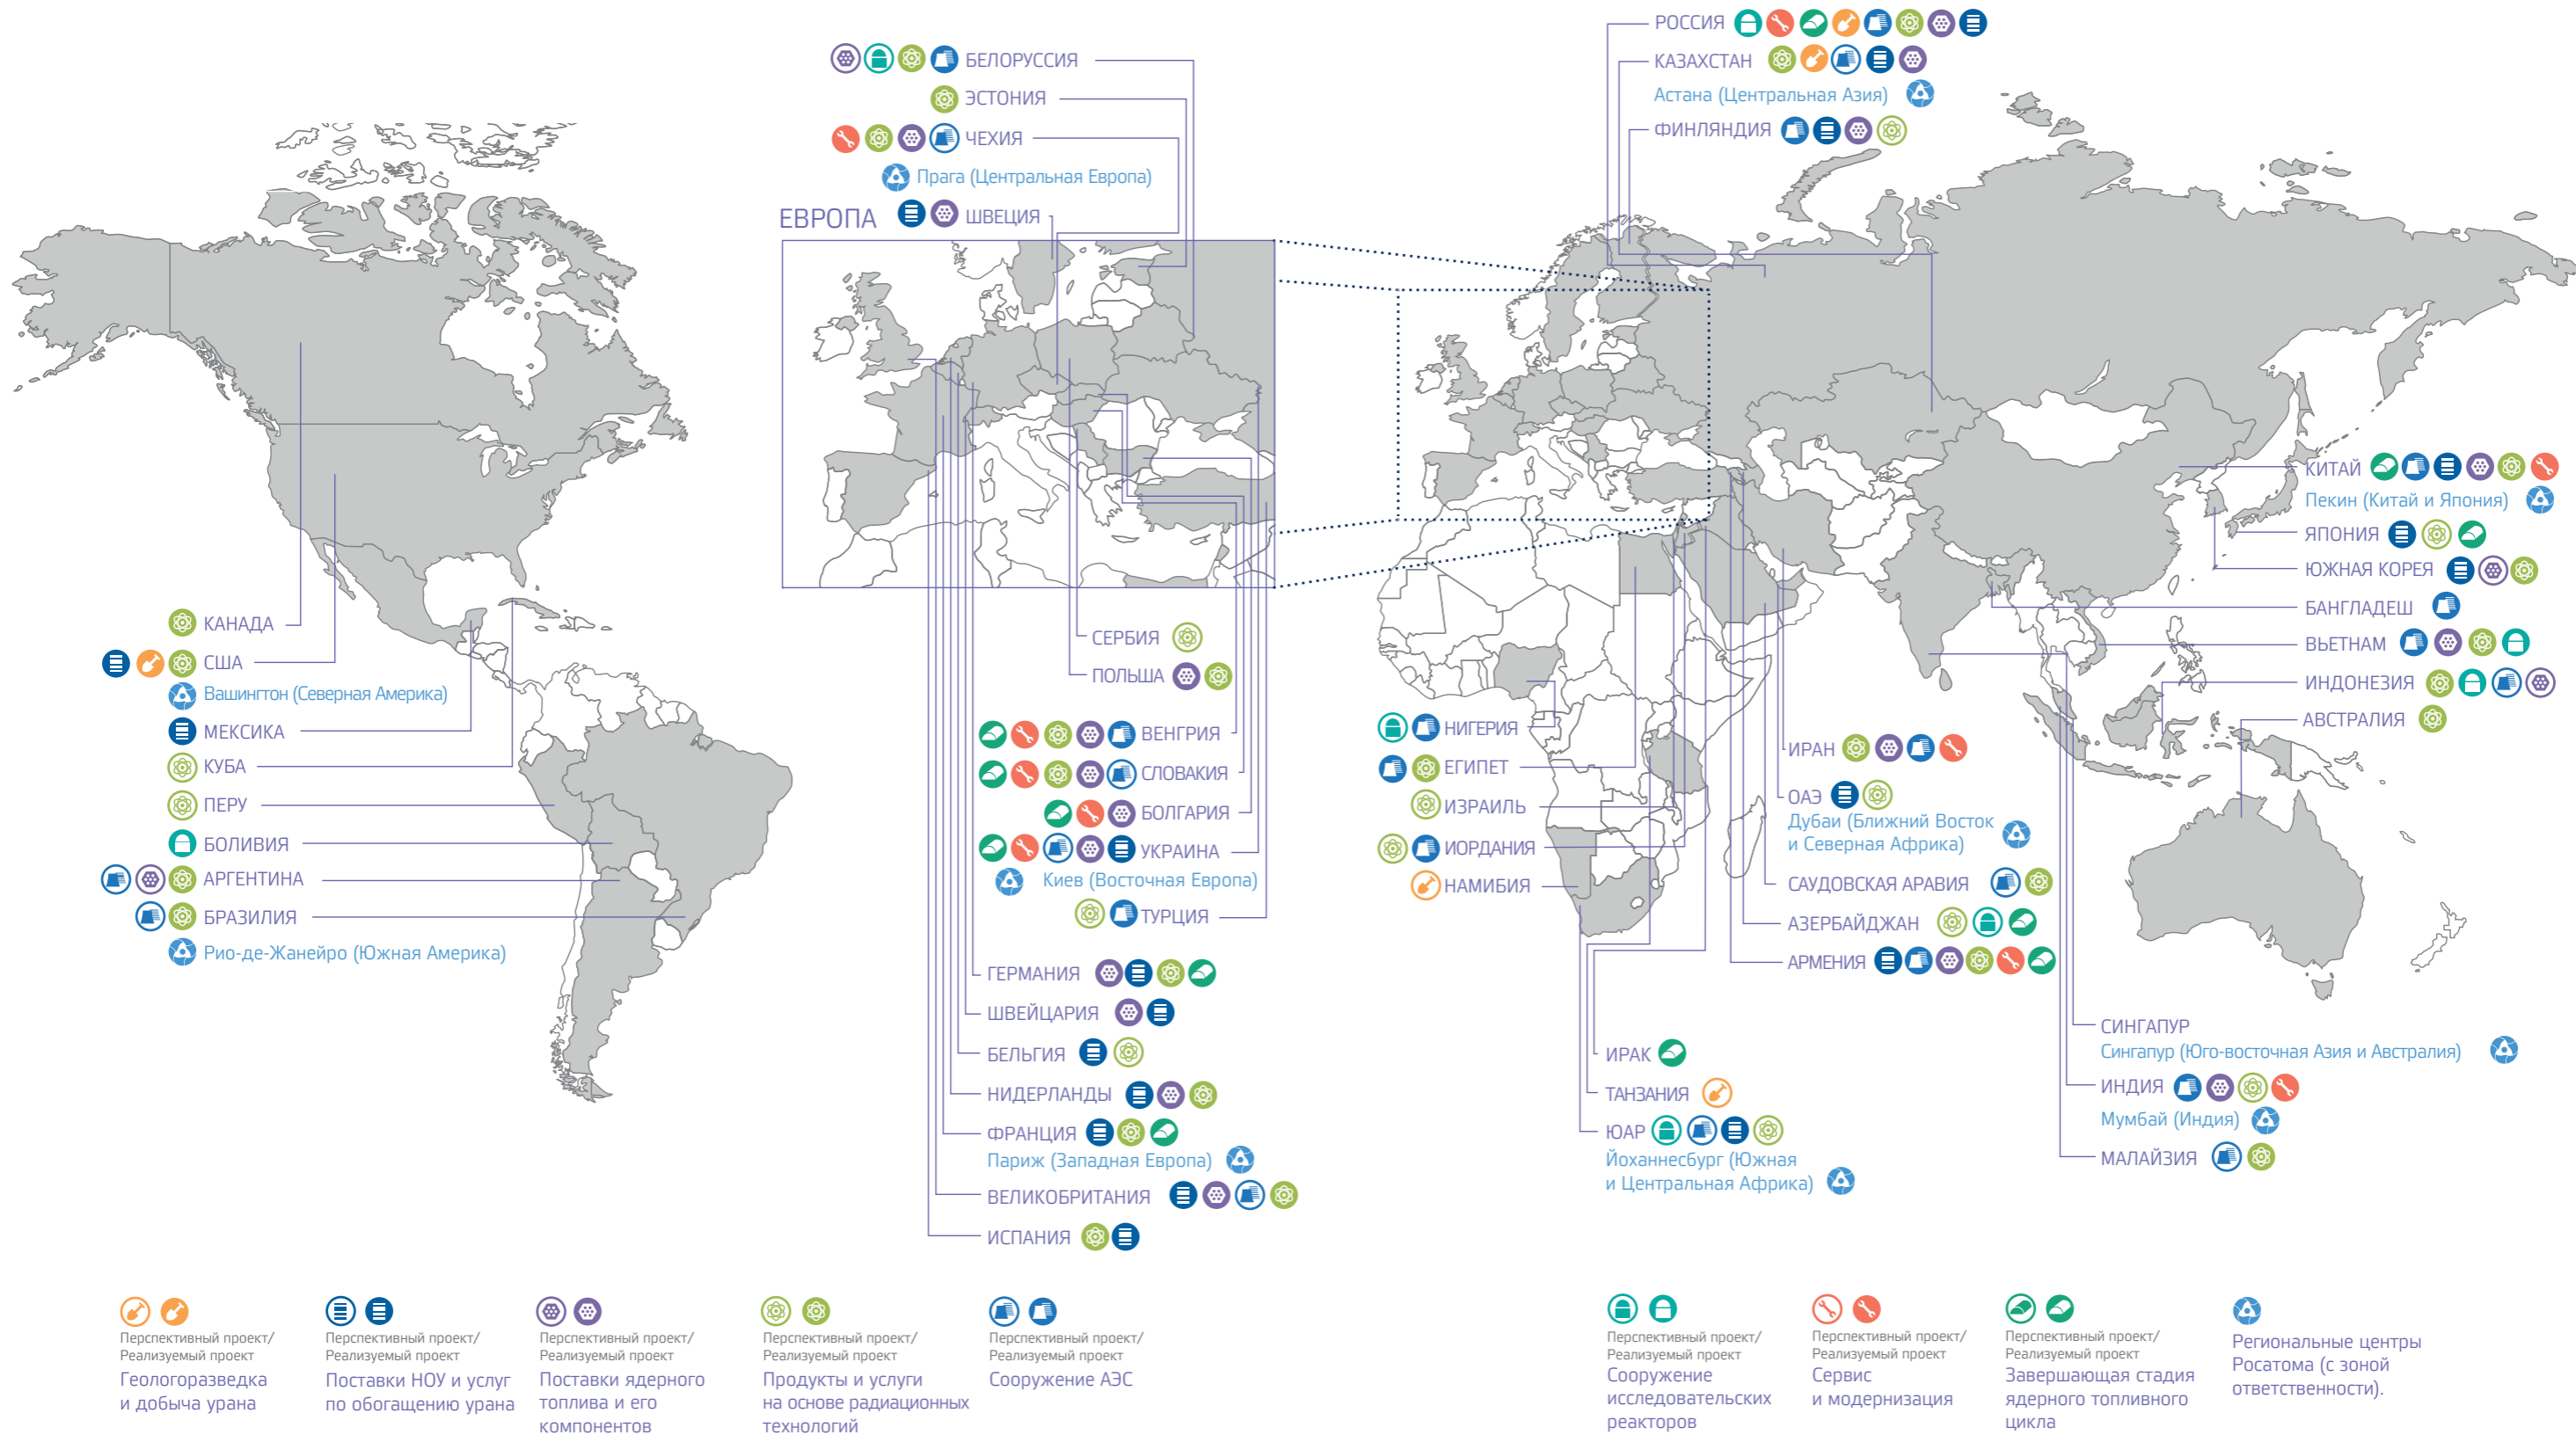 БЕЛОРУССИЯ
ЭСТОНИЯ
ЧЕХИЯ
Прага (Центральная Европа)
ШВЕЦИЯ
ЕВРОПА
РОССИЯ
КАЗАХСТАН
Астана (Центральная Азия)
ФИНЛЯНДИЯ
КИТАЙ
Пекин (Китай и Япония)
ЯПОНИЯ
ЮЖНАЯ КОРЕЯ
БАНГЛАДЕШ
ВЬЕТНАМ
ИНДОНЕЗИЯ
АВСТРАЛИЯ
КАНАДА
США
Вашингтон (Северная Америка)
МЕКСИКА
КУБА
ПЕРУ
БОЛИВИЯ
АРГЕНТИНА
БРАЗИЛИЯ
Рио-де-Жанейро (Южная Америка)
СЕРБИЯ
ПОЛЬША
ВЕНГРИЯ
СЛОВАКИЯ
БОЛГАРИЯ
УКРАИНА
Киев (Восточная Европа)
ТУРЦИЯ
ГЕРМАНИЯ
ШВЕЙЦАРИЯ
БЕЛЬГИЯ
НИДЕРЛАНДЫ
ФРАНЦИЯ
Париж (Западная Европа)
ВЕЛИКОБРИТАНИЯ
ИСПАНИЯ
НИГЕРИЯ
ЕГИПЕТ
ИЗРАИЛЬ
ИОРДАНИЯ
НАМИБИЯ
ИРАН
ОАЭ
Дубаи (Ближний Восток
и Северная Африка)
САУДОВСКАЯ АРАВИЯ
АЗЕРБАЙДЖАН
АРМЕНИЯ
ИРАК
ТАНЗАНИЯ
ЮАР
Йоханнесбург (Южная
и Центральная Африка)
СИНГАПУР
Сингапур (Юго-восточная Азия и Австралия)
ИНДИЯ
Мумбай (Индия)
МАЛАЙЗИЯ
Перспективный проект/
Реализуемый проект
Геологоразведка
и добыча урана
Перспективный проект/
Реализуемый проект
Поставки НОУ и услуг
по обогащению урана
Перспективный проект/
Реализуемый проект
Поставки ядерного
топлива и его
компонентов
Перспективный проект/
Реализуемый проект
Продукты и услуги
на основе радиационных
технологий
Перспективный проект/
Реализуемый проект
Сооружение АЭС
Перспективный проект/
Реализуемый проект
Сооружение
исследовательских
реакторов
Перспективный проект/
Реализуемый проект
Сервис
и модернизация
Перспективный проект/
Реализуемый проект
Завершающая стадия
ядерного топливного
цикла
Региональные центры
Росатома (с зоной
ответственности).